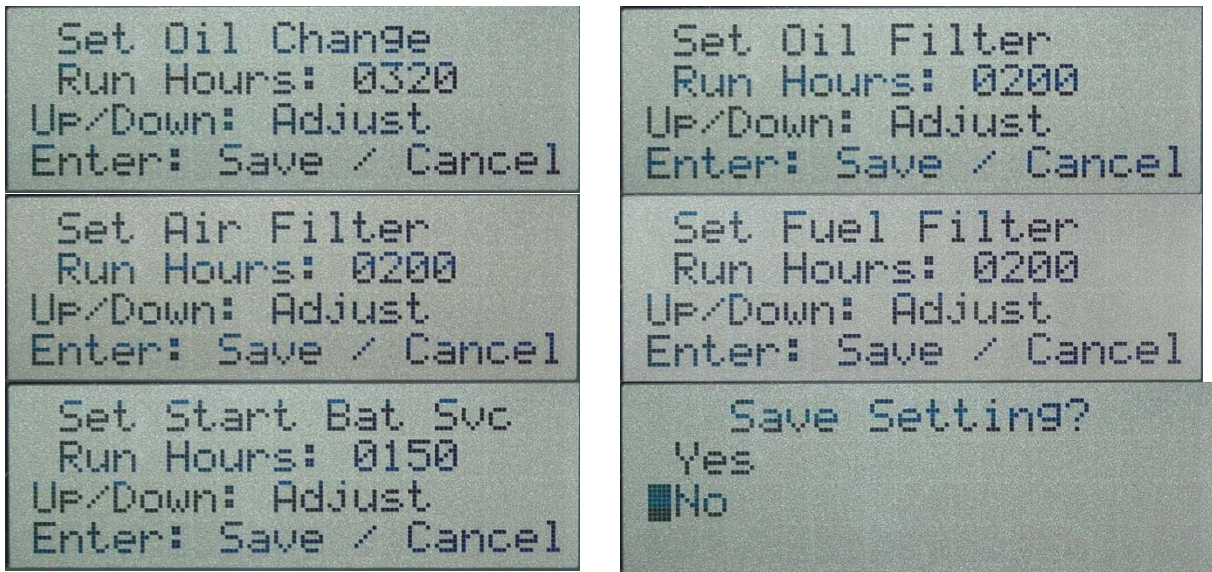 Set Oil Change
Run Hours: 0320
Up/Down: Adjust
Enter: Save / Cancel
Set Oil Filter
Run Hours: 0200
Up/Down: Adjust
Enter: Save / Cancel
Set Air Filter
Run Hours: 0200
Up/Down: Adjust
Enter: Save / Cancel
Set Fuel Filter
Run Hours: 0200
Up/Down: Adjust
Enter: Save / Cancel
Set Start Bat Svc
Run Hours: 0150
Up/Down: Adjust
Enter: Save / Cancel
Save Setting?
Yes
No